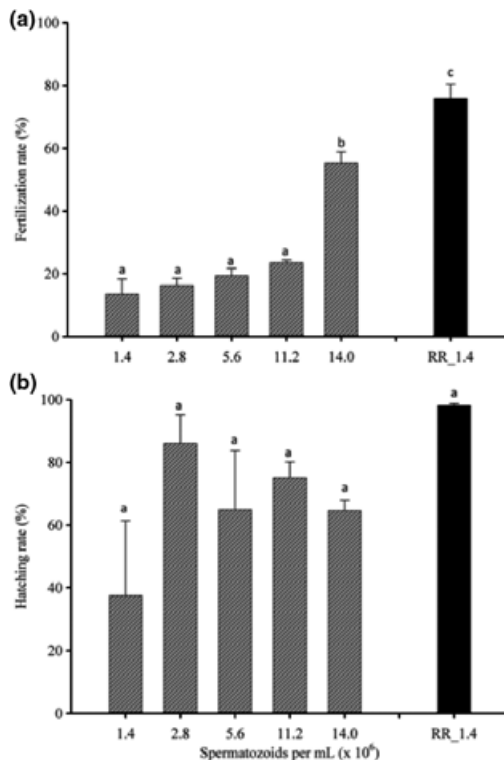 (a)
100
80
60
40
20
0
Fertilization rate (%)
a a a a b c
1.4 2.8 5.6 11.2 14.0 RR_1.4
(b)
100
80
60
40
20
0
Hatching rate (%)
a a a a a a
1.4 2.8 5.6 11.2 14.0 RR_1.4
Spermatozoids per mL (x 10⁶)